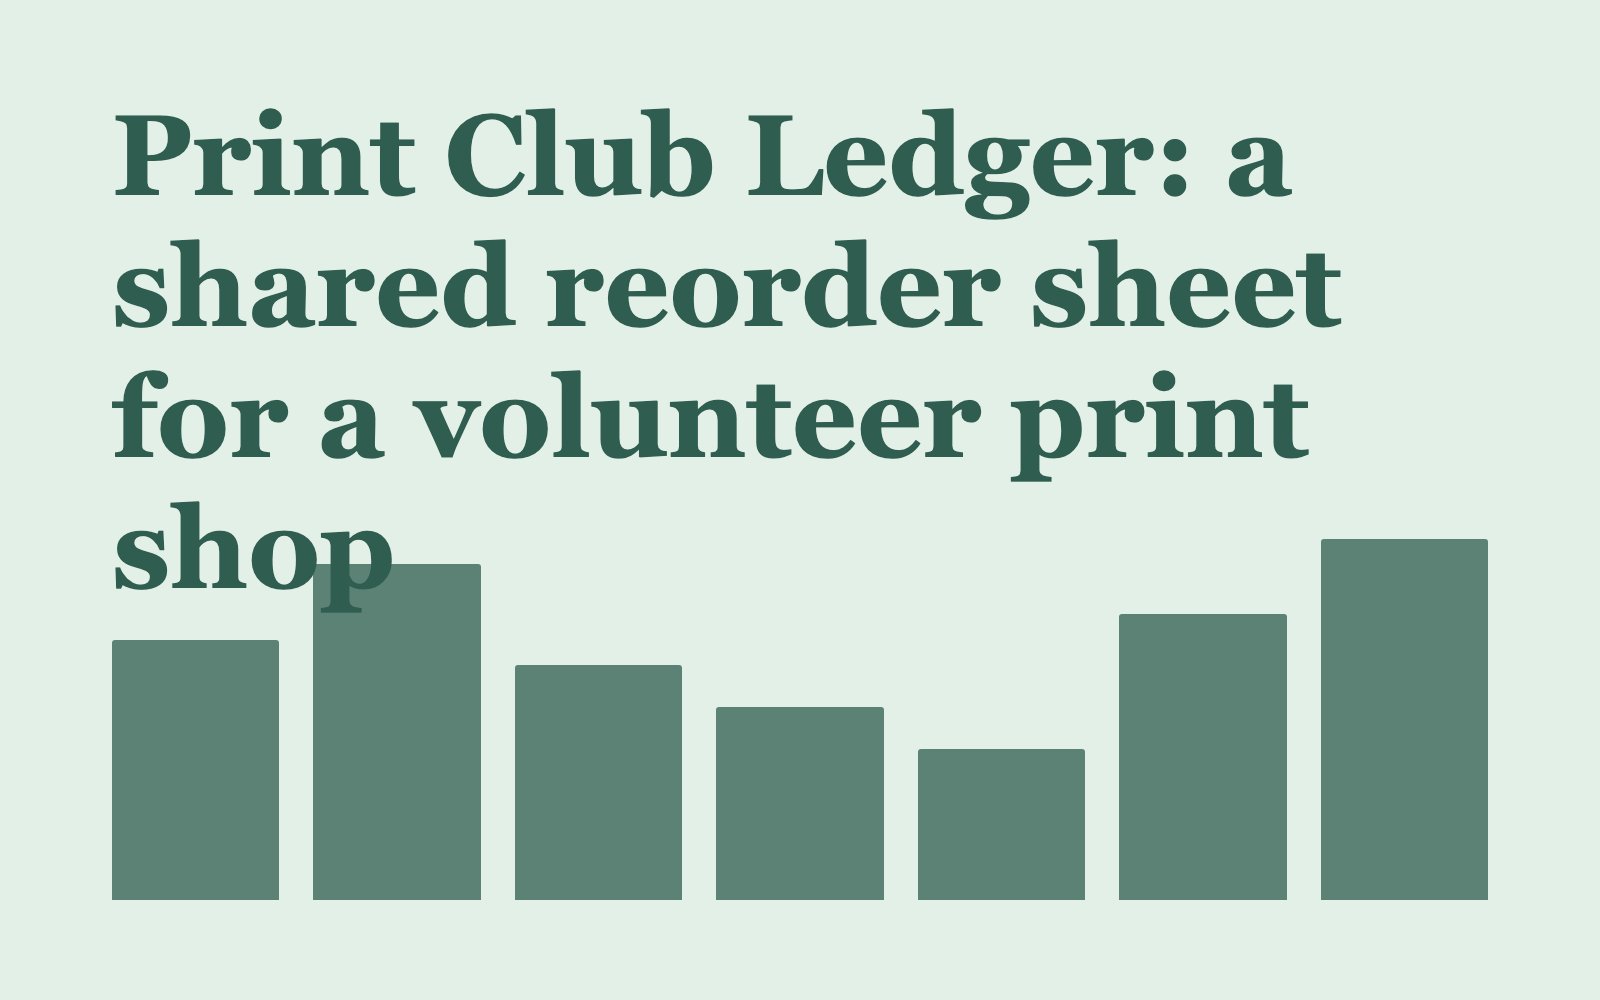 Print Club Ledger: a
shared reorder sheet
for a volunteer print
shop